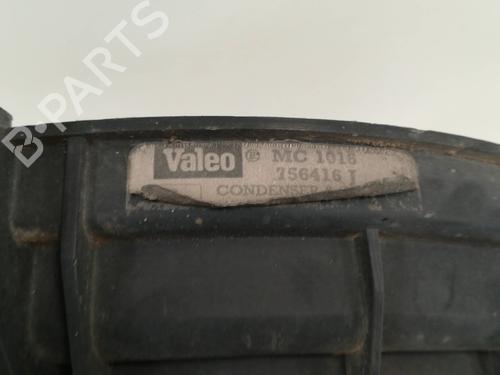 B-PARTS
Valeo ® MC 1016
756416 J
CONDENSER